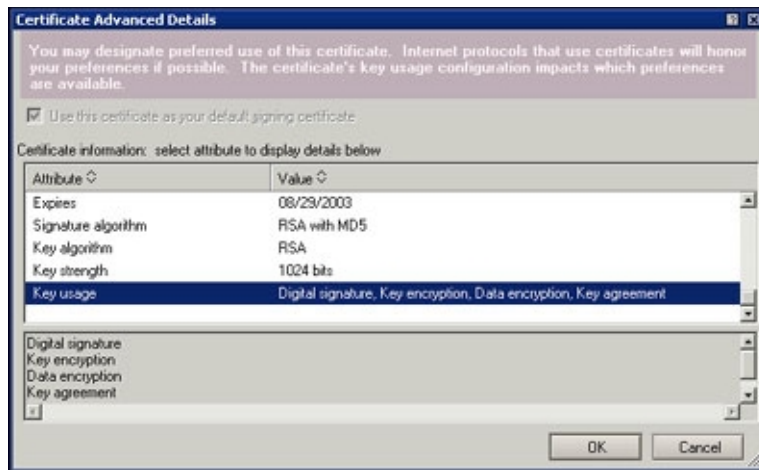 Certificate Advanced Details
You may designate preferred use of this certificate. Internet protocols that use certificates will honor
your preferences if possible. The certificate's key usage configuration impacts which preferences
are available.
Use this certificate as your default signing certificate
Certificate information: select attribute to display details below
Attribute Value
Expires 08/29/2003
Signature algorithm RSA with MD5
Key algorithm RSA
Key strength 1024 bits
Key usage Digital signature, Key encryption, Data encryption, Key agreement
Digital signature
Key encryption
Data encryption
Key agreement
OK Cancel